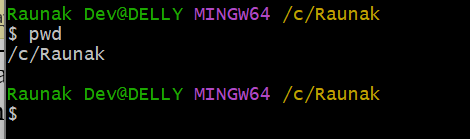 Raunak Dev@DELLY MINGW64 /c/Raunak
$ pwd
/c/Raunak
Raunak Dev@DELLY MINGW64 /c/Raunak
$